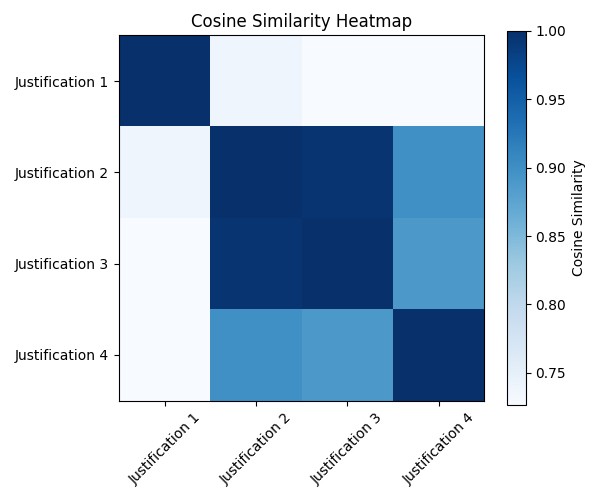 Cosine Similarity Heatmap
Justification 1
Justification 2
Justification 3
Justification 4
Justification 1
Justification 2
Justification 3
Justification 4
1.00
0.95
0.90
0.85
0.80
0.75
Cosine Similarity